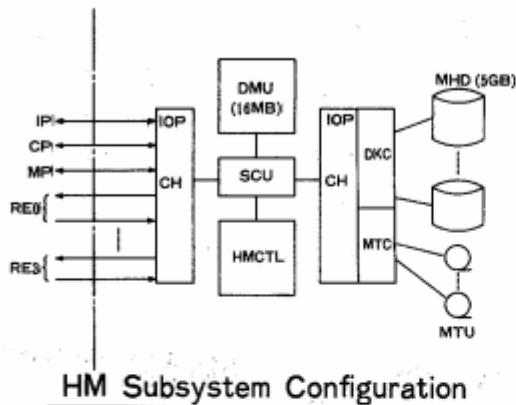 DMU
(16MB)
MHD (5GB)
IOP
IOP
IP
CP
MP
DKC
CH
SCU
CH
RE0
HMCTL
MTC
RE3
MTU
HM Subsystem Configuration